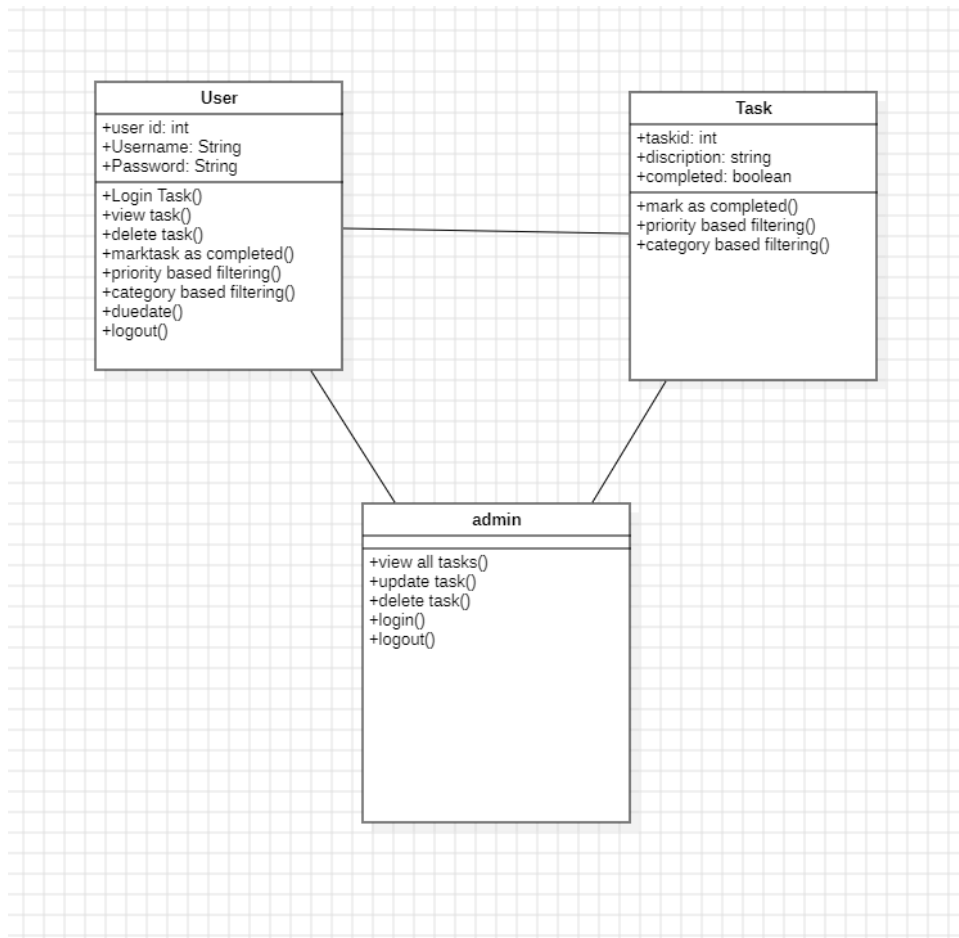 User
+user id: int
+Username: String
+Password: String
+Login Task()
+view task()
+delete task()
+marktask as completed()
+priority based filtering()
+category based filtering()
+duedate()
+logout()
Task
+taskid: int
+discription: string
+completed: boolean
+mark as completed()
+priority based filtering()
+category based filtering()
admin
+view all tasks()
+update task()
+delete task()
+login()
+logout()